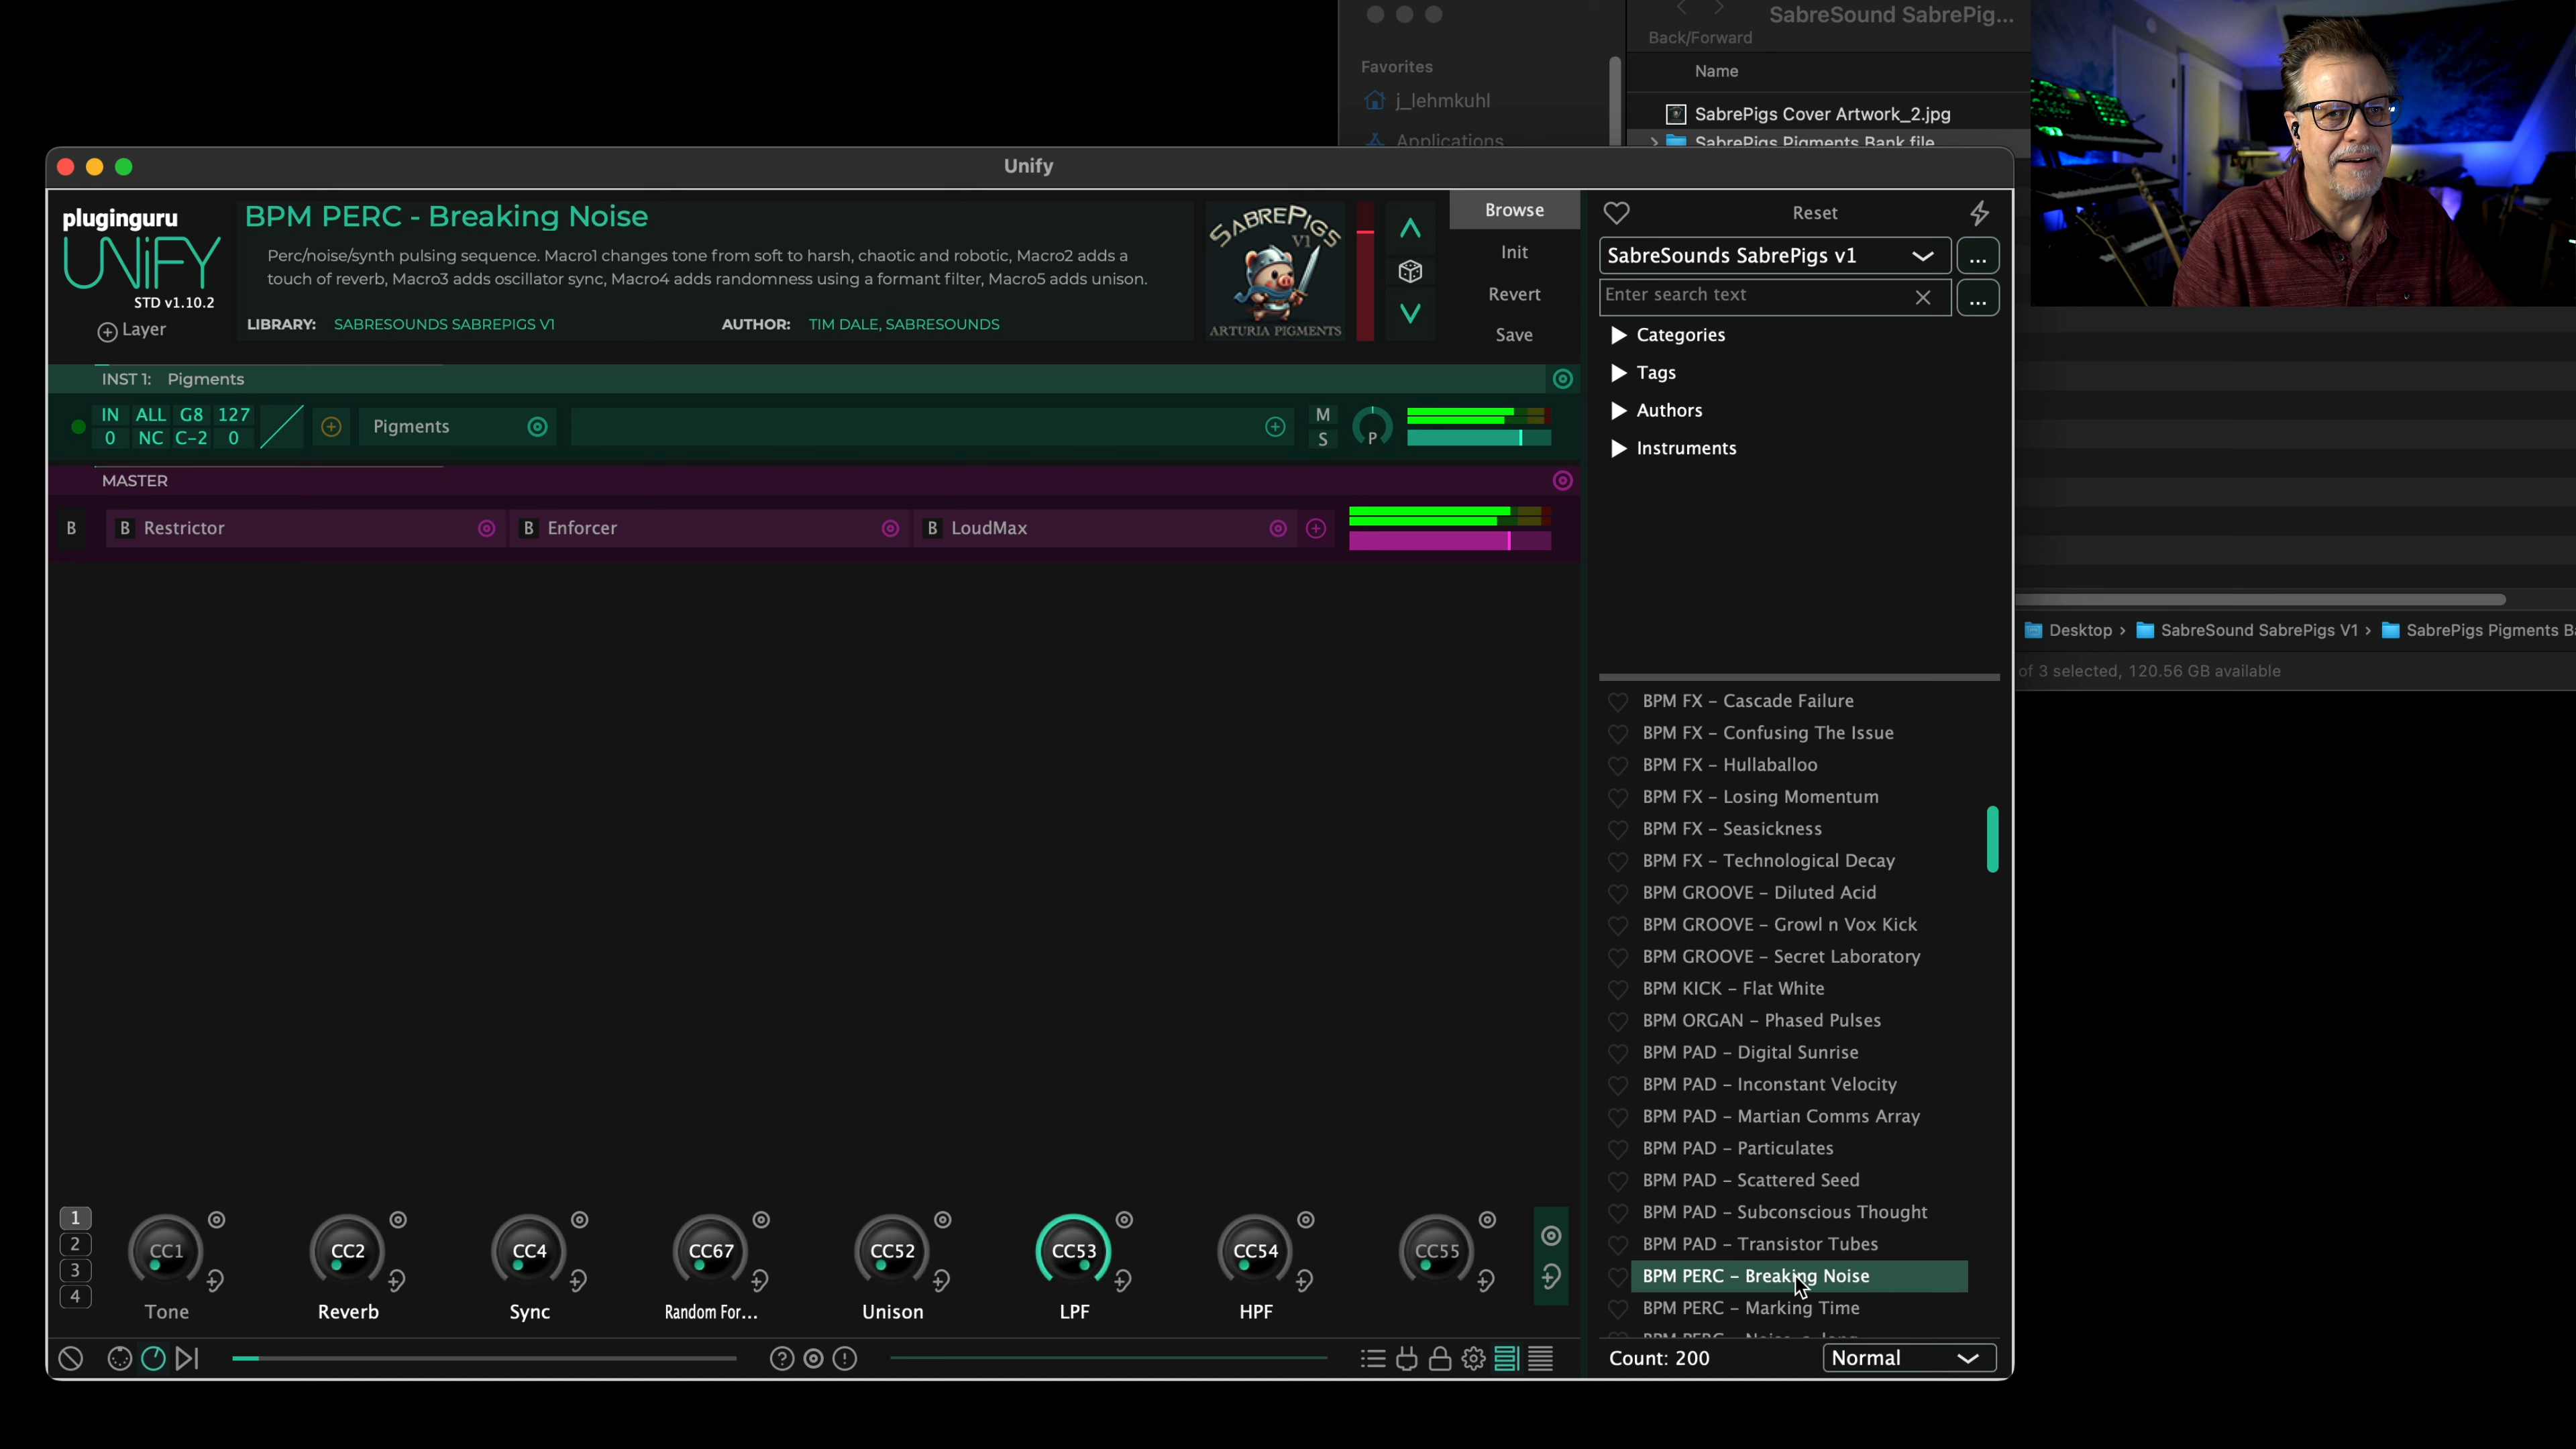 SabreSound SabrePig...
Back/Forward
Favorites
Name
j_lehmkuhl
SabrePigs Cover Artwork_2.jpg
Applications
SabrePigs Pigments Bank file
Unify
pluginguru
UNiFY
STD v1.10.2
Layer
BPM PERC - Breaking Noise
Perc/noise/synth pulsing sequence. Macro1 changes tone from soft to harsh, chaotic and robotic, Macro2 adds a
touch of reverb, Macro3 adds oscillator sync, Macro4 adds randomness using a formant filter, Macro5 adds unison.
LIBRARY: SABRESOUNDS SABREPIGS V1 AUTHOR: TIM DALE, SABRESOUNDS
SABREPIGS
V1
ARTURIA PIGMENTS
Browse
Init
Revert
Save
Reset
SabreSounds SabrePigs v1 ...
Enter search text ...
Categories
Tags
Authors
Instruments
INST 1: Pigments
IN ALL G8 127
0 NC C-2 0
Pigments
M
S
P
MASTER
B B Restrictor B Enforcer B LoudMax
Desktop › SabreSound SabrePigs V1 › SabrePigs Pigments B
of 3 selected, 120.56 GB available
BPM FX – Cascade Failure
BPM FX – Confusing The Issue
BPM FX – Hullaballoo
BPM FX – Losing Momentum
BPM FX – Seasickness
BPM FX – Technological Decay
BPM GROOVE – Diluted Acid
BPM GROOVE – Growl n Vox Kick
BPM GROOVE – Secret Laboratory
BPM KICK – Flat White
BPM ORGAN – Phased Pulses
BPM PAD – Digital Sunrise
BPM PAD – Inconstant Velocity
BPM PAD – Martian Comms Array
BPM PAD – Particulates
BPM PAD – Scattered Seed
BPM PAD – Subconscious Thought
BPM PAD – Transistor Tubes
BPM PERC – Breaking Noise
BPM PERC – Marking Time
1
2
3
4
CC1 CC2 CC4 CC67 CC52 CC53 CC54 CC55
Tone Reverb Sync Random For... Unison LPF HPF
Count: 200 Normal